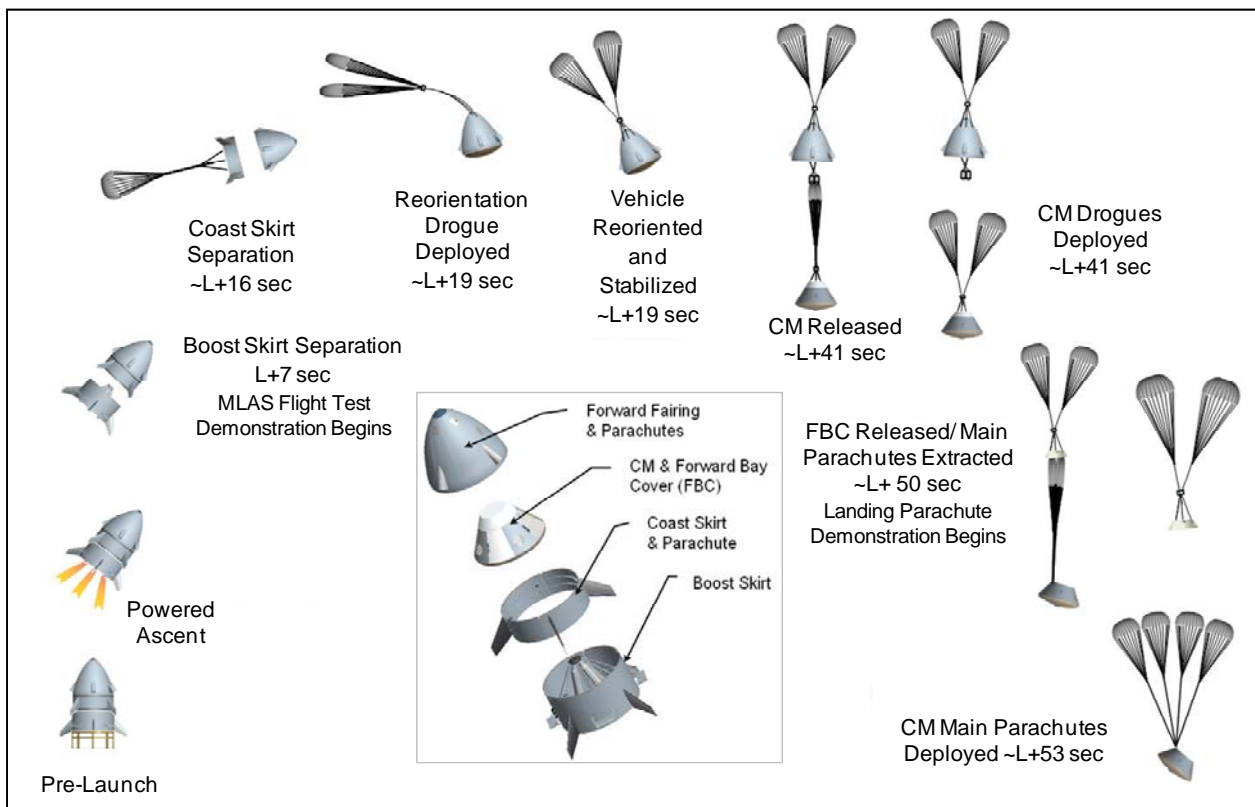 Pre-Launch
Powered
Ascent
Boost Skirt Separation
L+7 sec
MLAS Flight Test
Demonstration Begins
Coast Skirt
Separation
~L+16 sec
Reorientation
Drogue
Deployed
~L+19 sec
Vehicle
Reoriented
and
Stabilized
~L+19 sec
CM Released
~L+41 sec
CM Drogues
Deployed
~L+41 sec
FBC Released/ Main
Parachutes Extracted
~L+ 50 sec
Landing Parachute
Demonstration Begins
CM Main Parachutes
Deployed ~L+53 sec
Forward Fairing
& Parachutes
CM & Forward Bay
Cover (FBC)
Coast Skirt
& Parachute
Boost Skirt